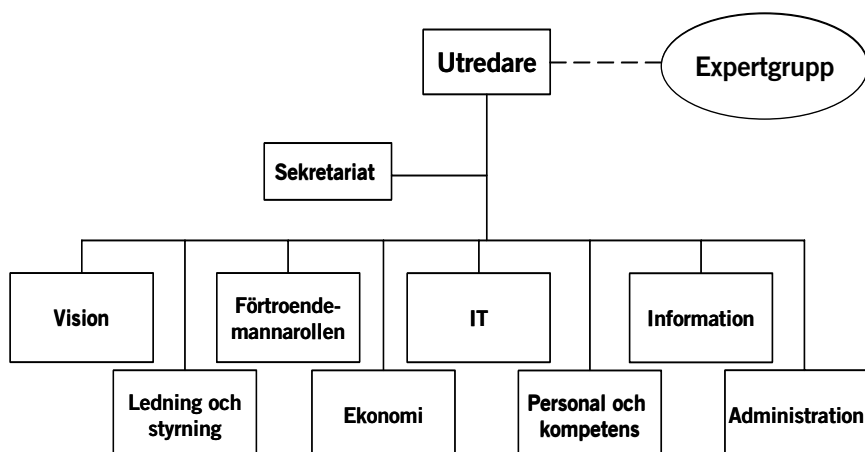 Utredare
Expertgrupp
Sekretariat
Vision
Förtroende-
mannarollen
IT
Information
Ledning och
styrning
Ekonomi
Personal och
kompetens
Administration